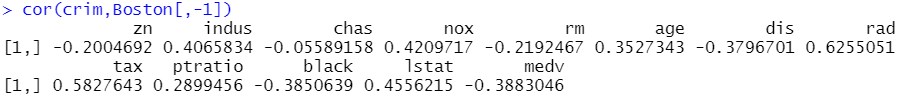 > cor(crim,Boston[,-1])
zn indus chas nox rm age dis rad
[1,] -0.2004692 0.4065834 -0.05589158 0.4209717 -0.2192467 0.3527343 -0.3796701 0.6255051
tax ptratio black lstat medv
[1,] 0.5827643 0.2899456 -0.3850639 0.4556215 -0.3883046